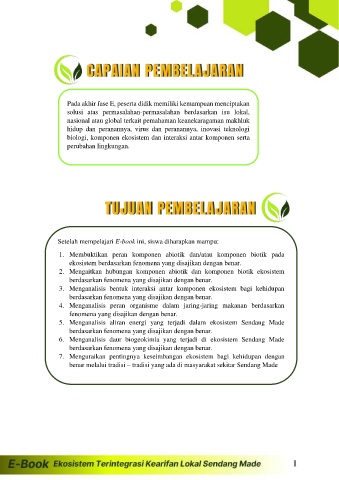 CAPAIAN PEMBELAJARAN
Pada akhir fase E, peserta didik memiliki kemampuan menciptakan
solusi atas permasalahan-permasalahan berdasarkan isu lokal,
nasional atau global terkait pemahaman keanekaragaman makhluk
hidup dan peranannya, virus dan peranannya, inovasi teknologi
biologi, komponen ekosistem dan interaksi antar komponen serta
perubahan lingkungan.
TUJUAN PEMBELAJARAN
Setelah mempelajari E-book ini, siswa diharapkan mampu:
1. Membuktikan peran komponen abiotik dan/atau komponen biotik pada
ekosistem berdasarkan fenomena yang disajikan dengan benar.
2. Mengaitkan hubungan komponen abiotik dan komponen biotik ekosistem
berdasarkan fenomena yang disajikan dengan benar.
3. Menganalisis bentuk interaksi antar komponen ekosistem bagi kehidupan
berdasarkan fenomena yang disajikan dengan benar.
4. Menganalisis peran organisme dalam jaring-jaring makanan berdasarkan
fenomena yang disajikan dengan benar.
5. Menganalisis aliran energi yang terjadi dalam ekosistem Sendang Made
berdasarkan fenomena yang disajikan dengan benar.
6. Menganalisis daur biogeokimia yang terjadi di ekosistem Sendang Made
berdasarkan fenomena yang disajikan dengan benar.
7. Menguraikan pentingnya keseimbangan ekosistem bagi kehidupan dengan
benar melalui tradisi – tradisi yang ada di masyarakat sekitar Sendang Made
E-Book Ekosistem Terintegrasi Kearifan Lokal Sendang Made I